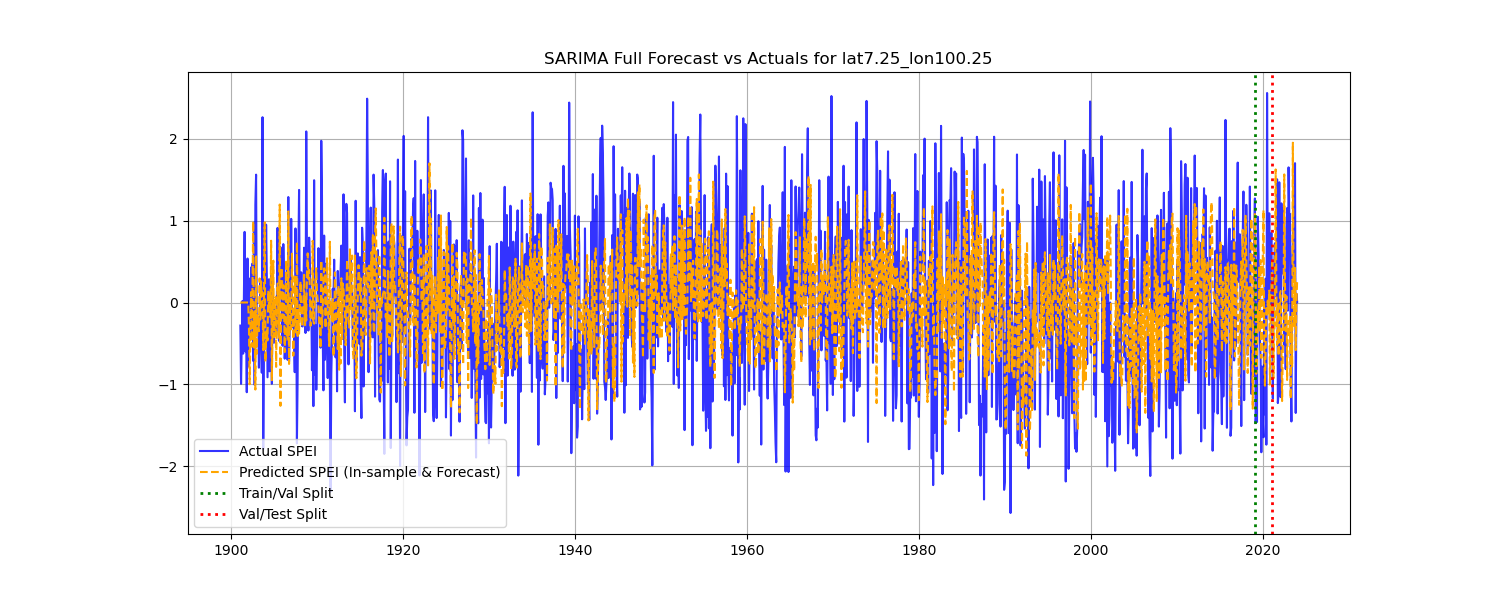 SARIMA Full Forecast vs Actuals for lat7.25_lon100.25
2
1
0
−1
−2
Actual SPEI
Predicted SPEI (In-sample & Forecast)
Train/Val Split
Val/Test Split
1900 1920 1940 1960 1980 2000 2020